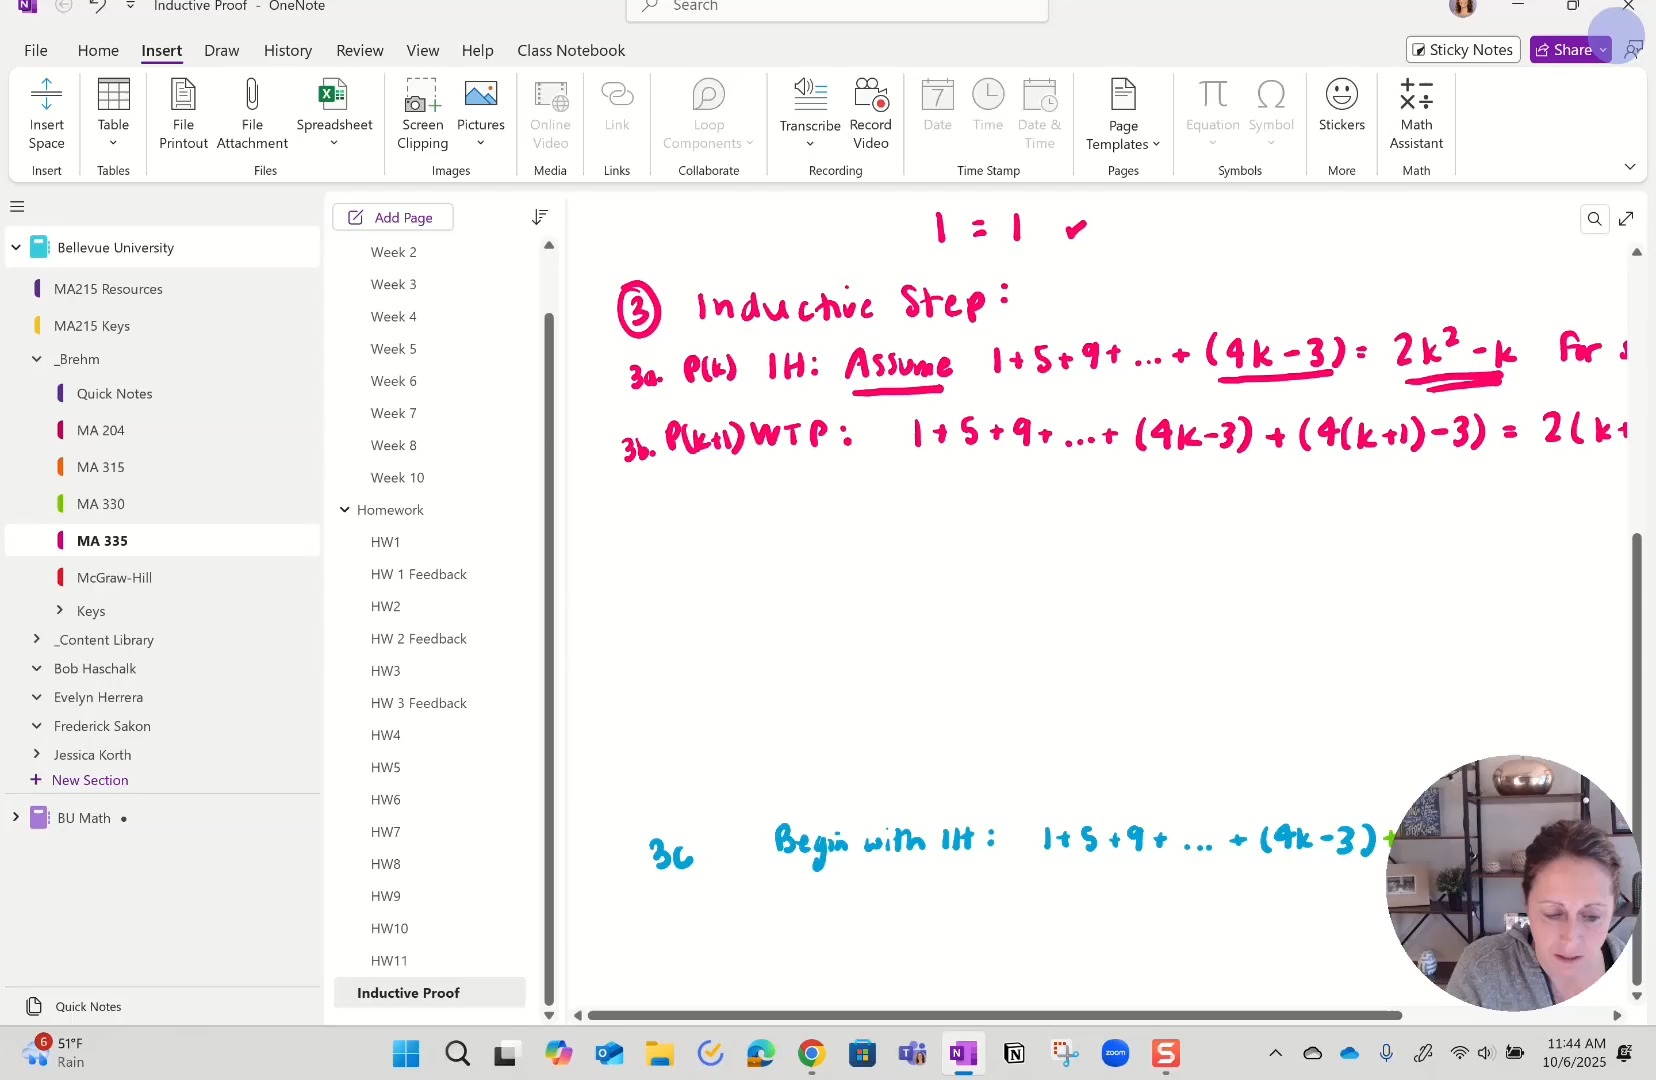 Inductive Proof - OneNote
Search
File Home Insert Draw History Review View Help Class Notebook
Sticky Notes Share
Insert Space
Table
File Printout
File Attachment
Spreadsheet
Screen Clipping
Pictures
Online Video
Link
Loop Components
Transcribe
Record Video
Date
Time
Date & Time
Page Templates
Equation
Symbol
Stickers
Math Assistant
Insert Tables Files Images Media Links Collaborate Recording Time Stamp Pages Symbols More Math
Bellevue University
MA215 Resources
MA215 Keys
_Brehm
Quick Notes
MA 204
MA 315
MA 330
MA 335
McGraw-Hill
Keys
_Content Library
Bob Haschalk
Evelyn Herrera
Frederick Sakon
Jessica Korth
+ New Section
BU Math
Quick Notes
Add Page
Week 2
Week 3
Week 4
Week 5
Week 6
Week 7
Week 8
Week 10
Homework
HW1
HW 1 Feedback
HW2
HW 2 Feedback
HW3
HW 3 Feedback
HW4
HW5
HW6
HW7
HW8
HW9
HW10
HW11
Inductive Proof
1 = 1 ✓
③ Inductive Step:
3a. P(k) IH: Assume 1+5+9+ ... + (4k-3) = 2k² - k for
3b. P(k+1) WTP: 1+5+9+ ... + (4k-3) + (4(k+1)-3) = 2(k+
3c Begin with IH: 1+5+9+ ... + (4k-3) +
6
51°F
Rain
zoom
11:44 AM
10/6/2025